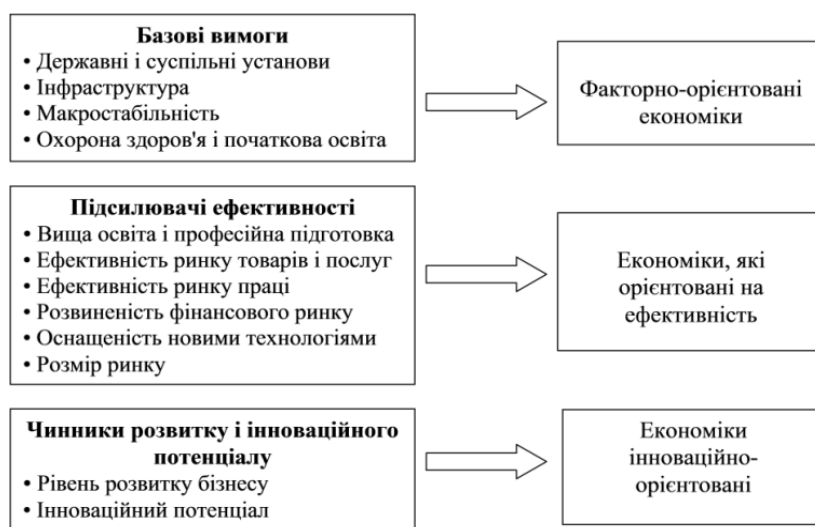 Базові вимоги
• Державні і суспільні установи
• Інфраструктура
• Макростабільність
• Охорона здоров'я і початкова освіта
Факторно-орієнтовані
економіки
Підсилювачі ефективності
• Вища освіта і професійна підготовка
• Ефективність ринку товарів і послуг
• Ефективність ринку праці
• Розвиненість фінансового ринку
• Оснащеність новими технологіями
• Розмір ринку
Економіки, які
орієнтовані на
ефективність
Чинники розвитку і інноваційного
потенціалу
• Рівень розвитку бізнесу
• Інноваційний потенціал
Економіки
інноваційно-
орієнтовані